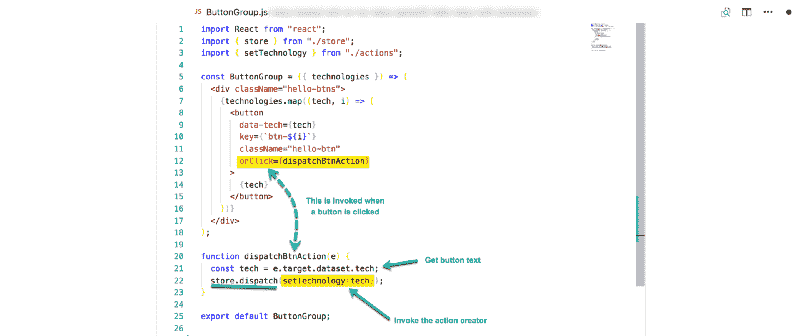 JS ButtonGroup.js
1 import React from "react";
2 import { store } from "./store";
3 import { setTechnology } from "./actions";
4
5 const ButtonGroup = ({ technologies }) => (
6 <div className="hello-btns">
7 {technologies.map((tech, i) => (
8 <button
9 data-tech={tech}
10 key={`btn-${i}`}
11 className="hello-btn"
12 onClick={dispatchBtnAction}
13 >
14 {tech}
15 </button>
16 ))}
17 </div>
18 );
19
20 function dispatchBtnAction(e) {
21 const tech = e.target.dataset.tech;
22 store.dispatch(setTechnology(tech));
23 }
24
25 export default ButtonGroup;
26
This is invoked when
a button is clicked
Get button text
Invoke the action creator